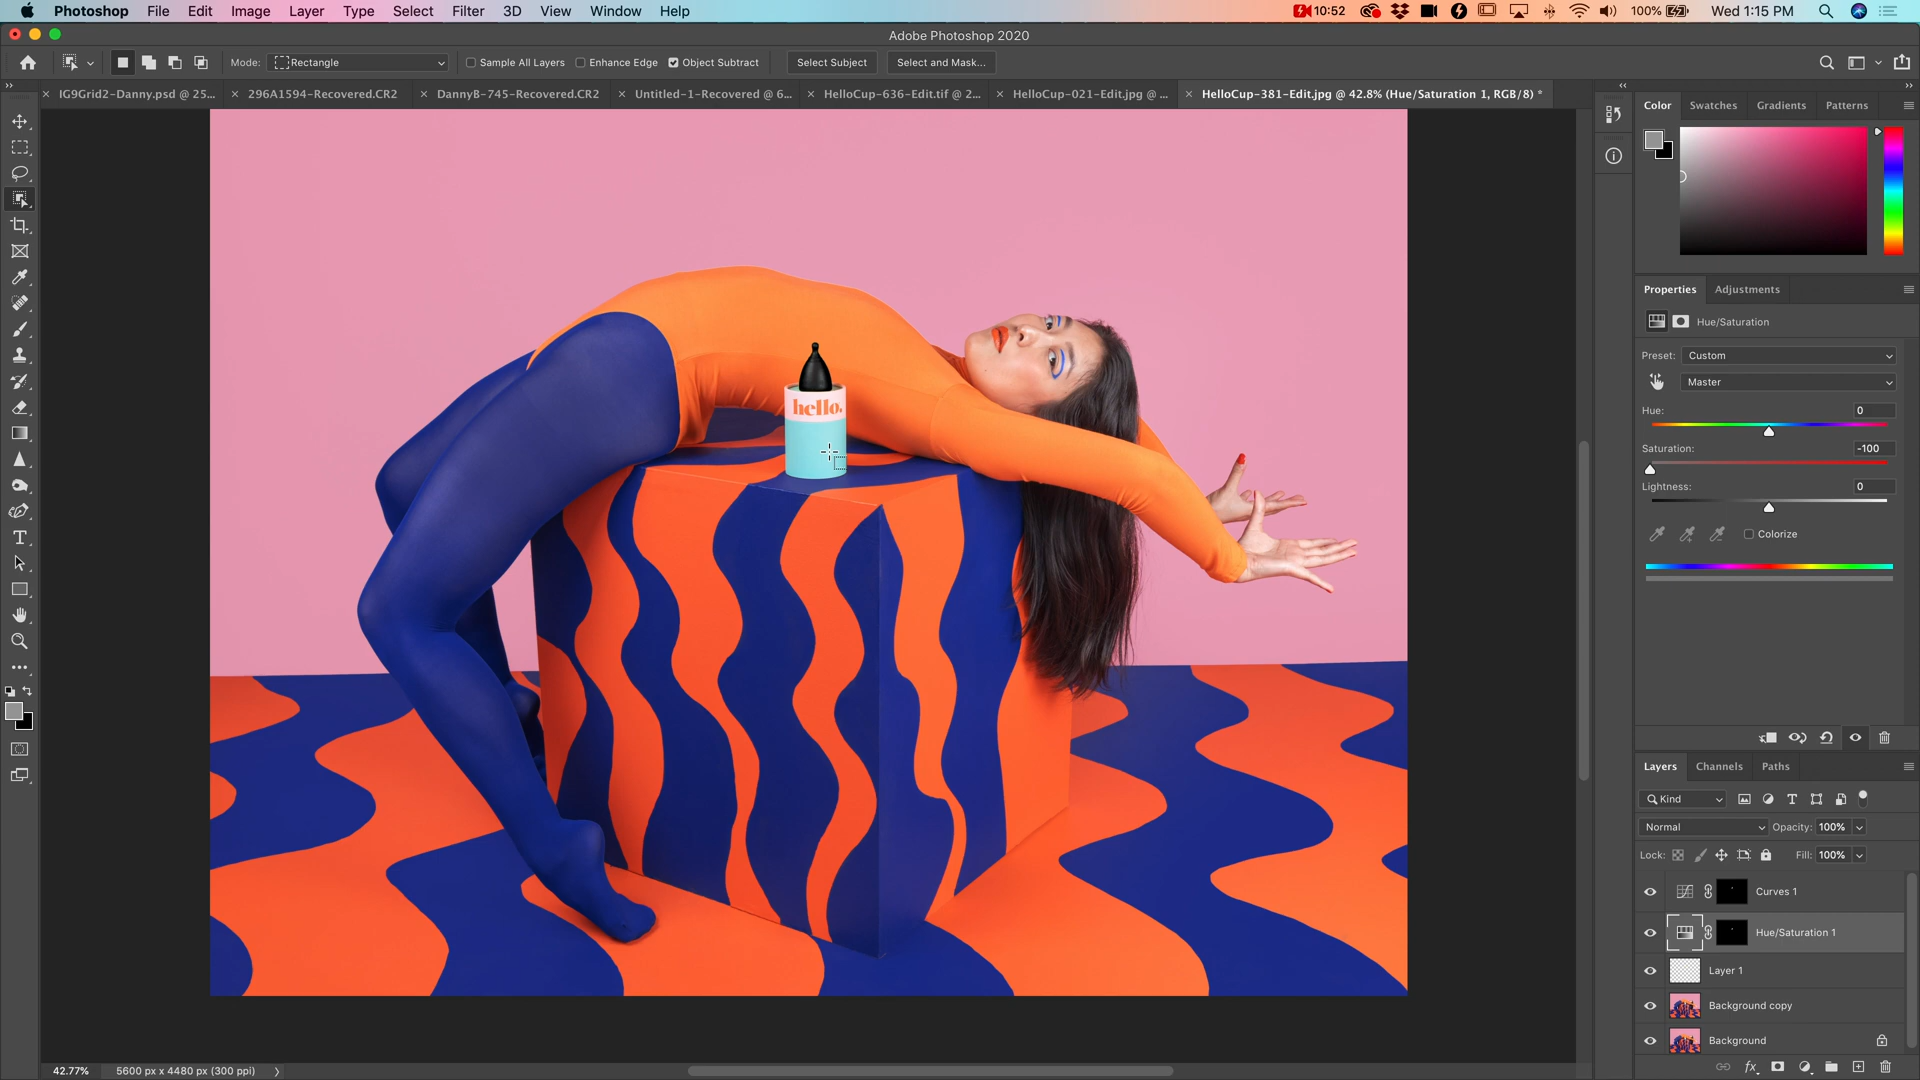 Photoshop File Edit Image Layer Type Select Filter 3D View Window Help 10:52 100% Wed 1:15 PM
Adobe Photoshop 2020
Mode: Rectangle Sample All Layers Enhance Edge Object Subtract Select Subject Select and Mask...
IG9Grid2-Danny.psd @ 25... 296A1594-Recovered.CR2 DannyB-745-Recovered.CR2 Untitled-1-Recovered @ 6... HelloCup-636-Edit.tif @ 2... HelloCup-021-Edit.jpg @ ... HelloCup-381-Edit.jpg @ 42.8% (Hue/Saturation 1, RGB/8) *
Color Swatches Gradients Patterns
Properties Adjustments
Hue/Saturation
Preset: Custom
Master
Hue: 0
Saturation: -100
Lightness: 0
Colorize
hello.
Layers Channels Paths
Kind
Normal Opacity: 100%
Lock: Fill: 100%
Curves 1
Hue/Saturation 1
Layer 1
Background copy
Background
42.77% 5600 px x 4480 px (300 ppi)